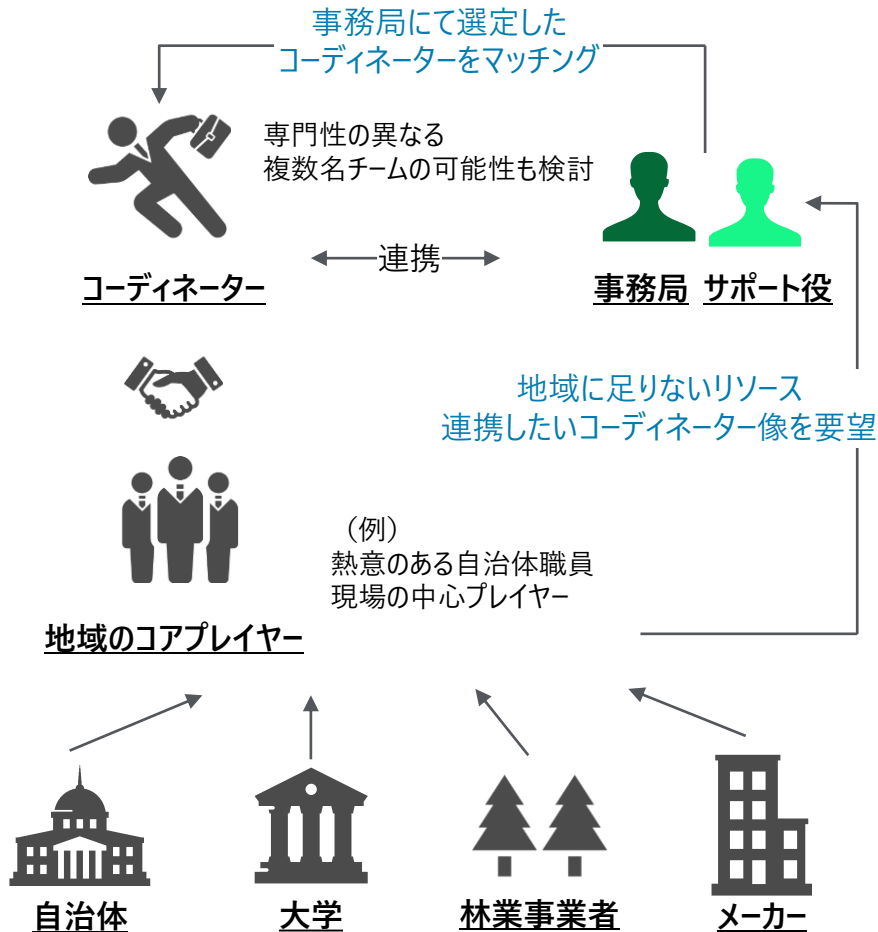 事務局にて選定した
コーディネーターをマッチング
専門性の異なる
複数名チームの可能性も検討
連携
コーディネーター
事務局 サポート役
地域に足りないリソース
連携したいコーディネーター像を要望
（例）
熱意のある自治体職員
現場の中心プレイヤー
地域のコアプレイヤー
自治体
大学
林業事業者
メーカー